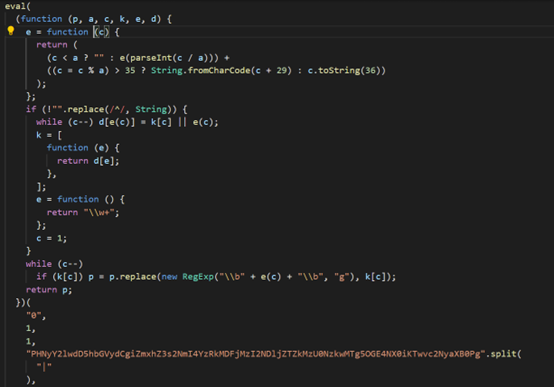 eval(
(function (p, a, c, k, e, d) {
e = function (c) {
return (
(c < a ? "" : e(parseInt(c / a))) +
((c = c % a) > 35 ? String.fromCharCode(c + 29) : c.toString(36))
);
};
if (!"".replace(/^/, String)) {
while (c--) d[e(c)] = k[c] || e(c);
k = [
function (e) {
return d[e];
},
];
e = function () {
return "\\w+";
};
c = 1;
}
while (c--)
if (k[c]) p = p.replace(new RegExp("\\b" + e(c) + "\\b", "g"), k[c]);
return p;
})(
"0",
1,
1,
"PHNyY2lwdD5hbGVydCgiZmxhZ3s2NmI4YzRkMDFjMzI2NDljZTZkMzU0NzkwMTg5OGE4NX0iKTwvc2NyaXB0Pg".split(
"|"
),